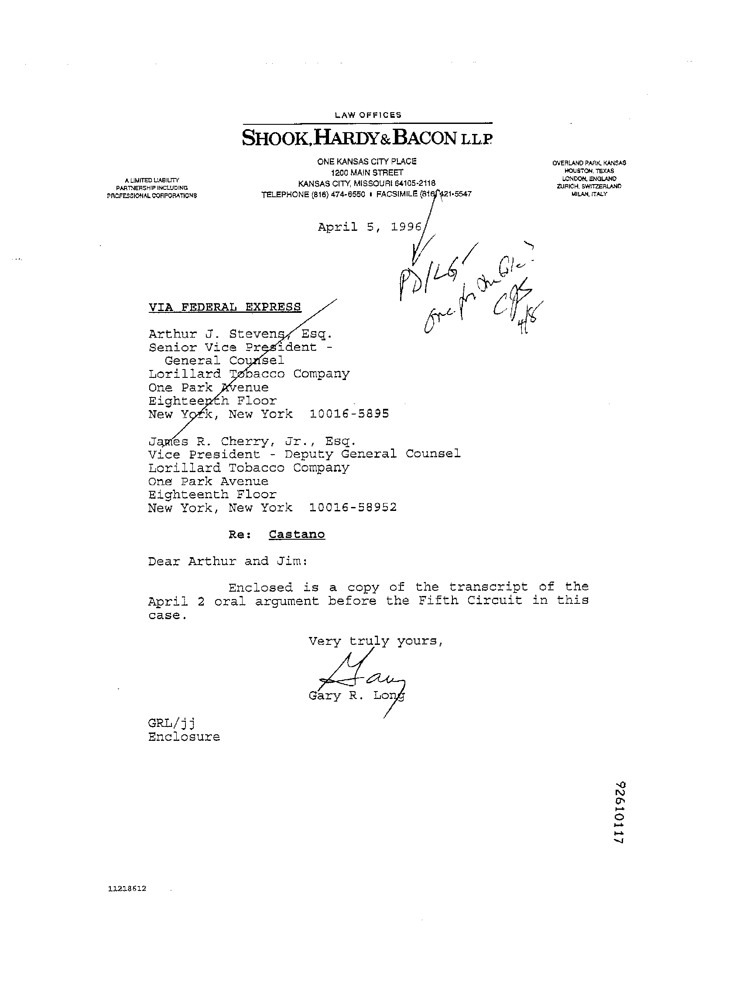 LAW OFFICES
SHOOK, HARDY & BACON L.L.P.
A LIMITED LIABILITY
PARTNERSHIP INCLUDING
PROFESSIONAL CORPORATIONS
ONE KANSAS CITY PLACE
1200 MAIN STREET
KANSAS CITY, MISSOURI 64105-2118
TELEPHONE (816) 474-6550 ▪ FACSIMILE (816) 421-5547
OVERLAND PARK, KANSAS
HOUSTON, TEXAS
LONDON, ENGLAND
ZURICH, SWITZERLAND
MILAN, ITALY
April 5, 1996
PD/LG
one for the file
4/8
VIA FEDERAL EXPRESS
Arthur J. Stevens, Esq.
Senior Vice President -
General Counsel
Lorillard Tobacco Company
One Park Avenue
Eighteenth Floor
New York, New York 10016-5895
James R. Cherry, Jr., Esq.
Vice President - Deputy General Counsel
Lorillard Tobacco Company
One Park Avenue
Eighteenth Floor
New York, New York 10016-58952
Re: Castano
Dear Arthur and Jim:
Enclosed is a copy of the transcript of the
April 2 oral argument before the Fifth Circuit in this
case.
Very truly yours,
Gary
Gary R. Long
GRL/jj
Enclosure
92610117
11218612